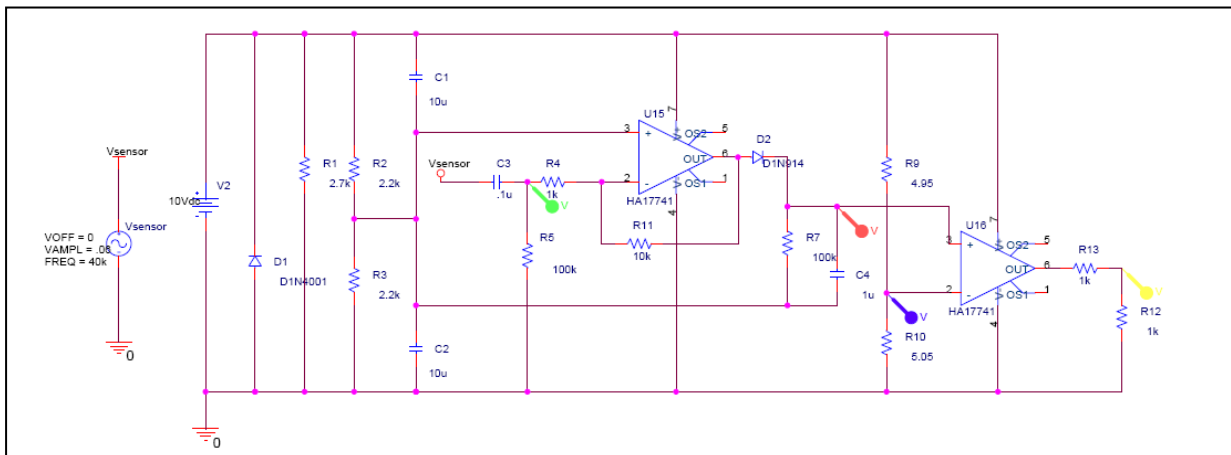 Vsensor
Vsensor
VOFF = 0
VAMPL = .06
FREQ = 40k
0
V2
10Vdc
0
D1
D1N4001
R1
2.7k
R2
2.2k
R3
2.2k
C1
10u
C2
10u
Vsensor
C3
.1u
R4
1k
V
R5
100k
U15
3
+
2
-
7
V+
4
V-
OS2
5
OUT
6
OS1
1
HA17741
R11
10k
D2
D1N914
V
R7
100k
C4
1u
R9
4.95
V
R10
5.05
U16
3
+
2
-
7
V+
4
V-
OS2
5
OUT
6
OS1
1
HA17741
R13
1k
V
R12
1k